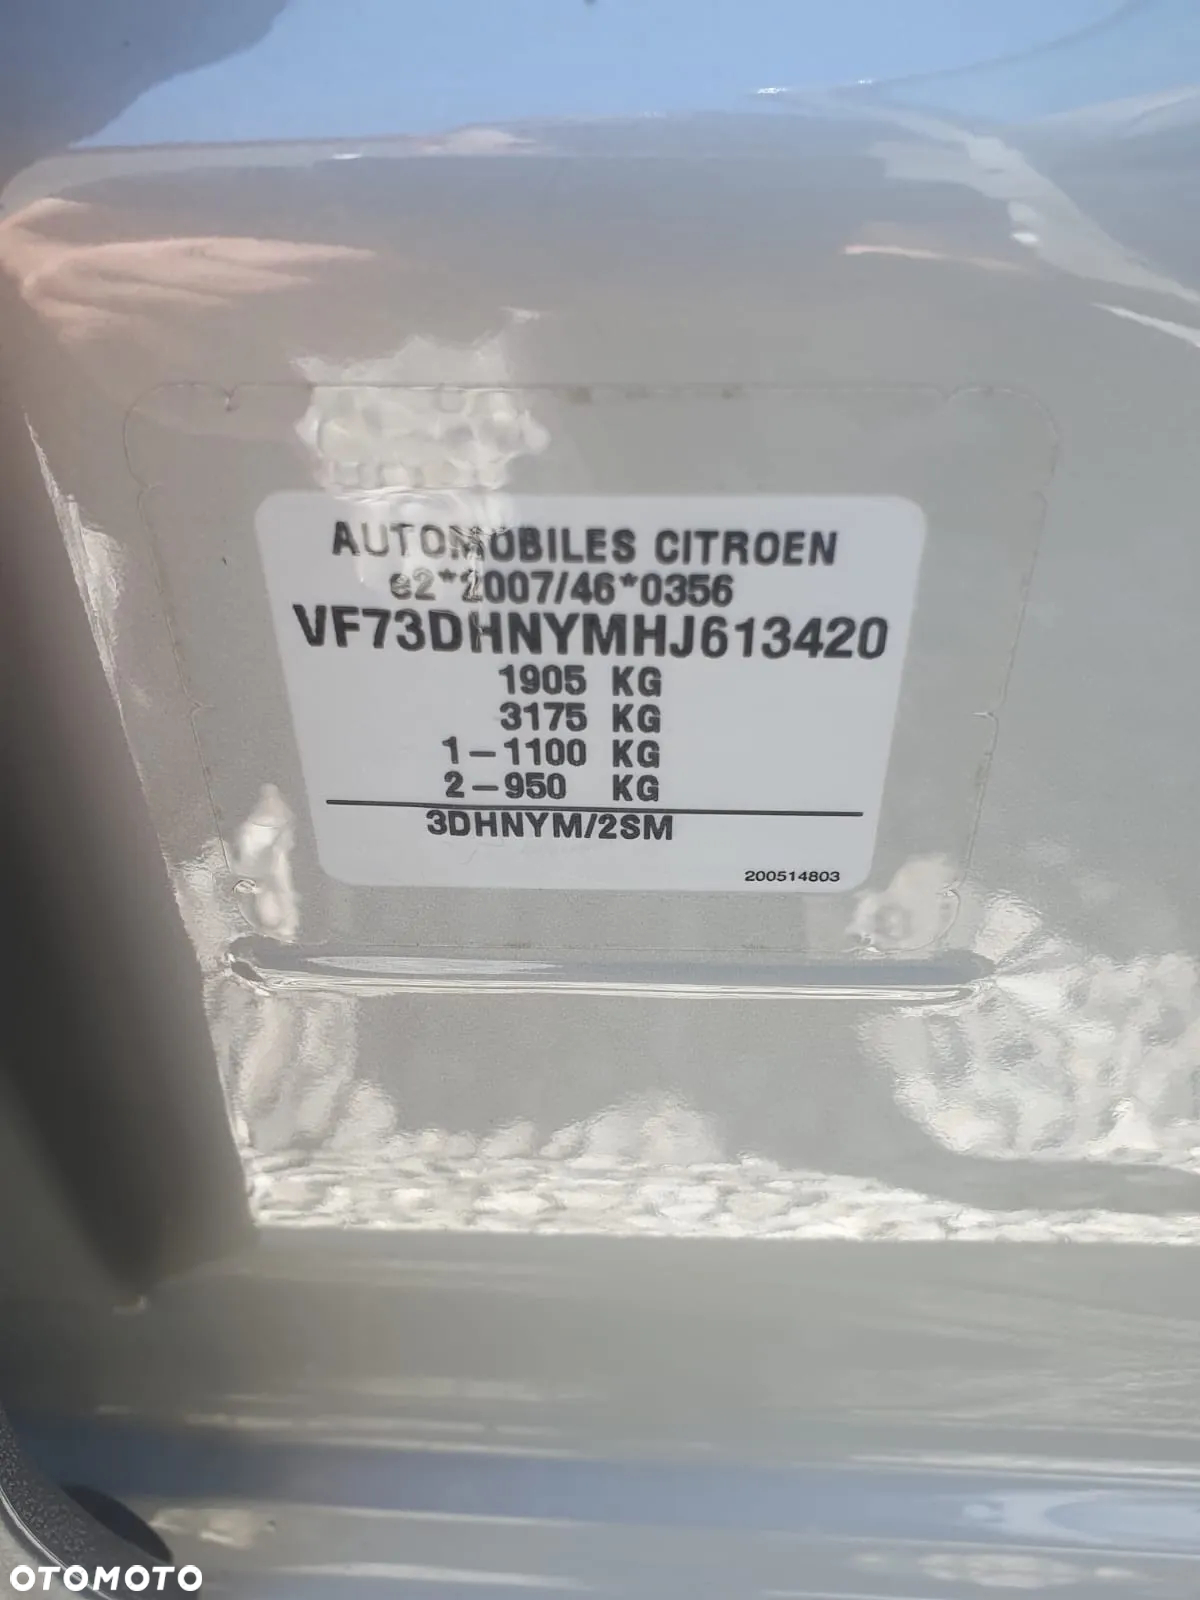 AUTOMOBILES CITROEN
e2*2007/46*0356
VF73DHNYMHJ613420
1905 KG
3175 KG
1-1100 KG
2-950 KG
3DHNYM/2SM
200514803
OTOMOTO